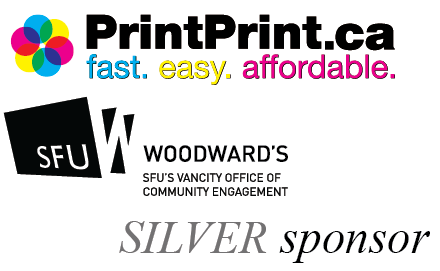 PrintPrint.ca
fast. easy. affordable.
SFU W
WOODWARD'S
SFU'S VANCITY OFFICE OF
COMMUNITY ENGAGEMENT
SILVER sponsor